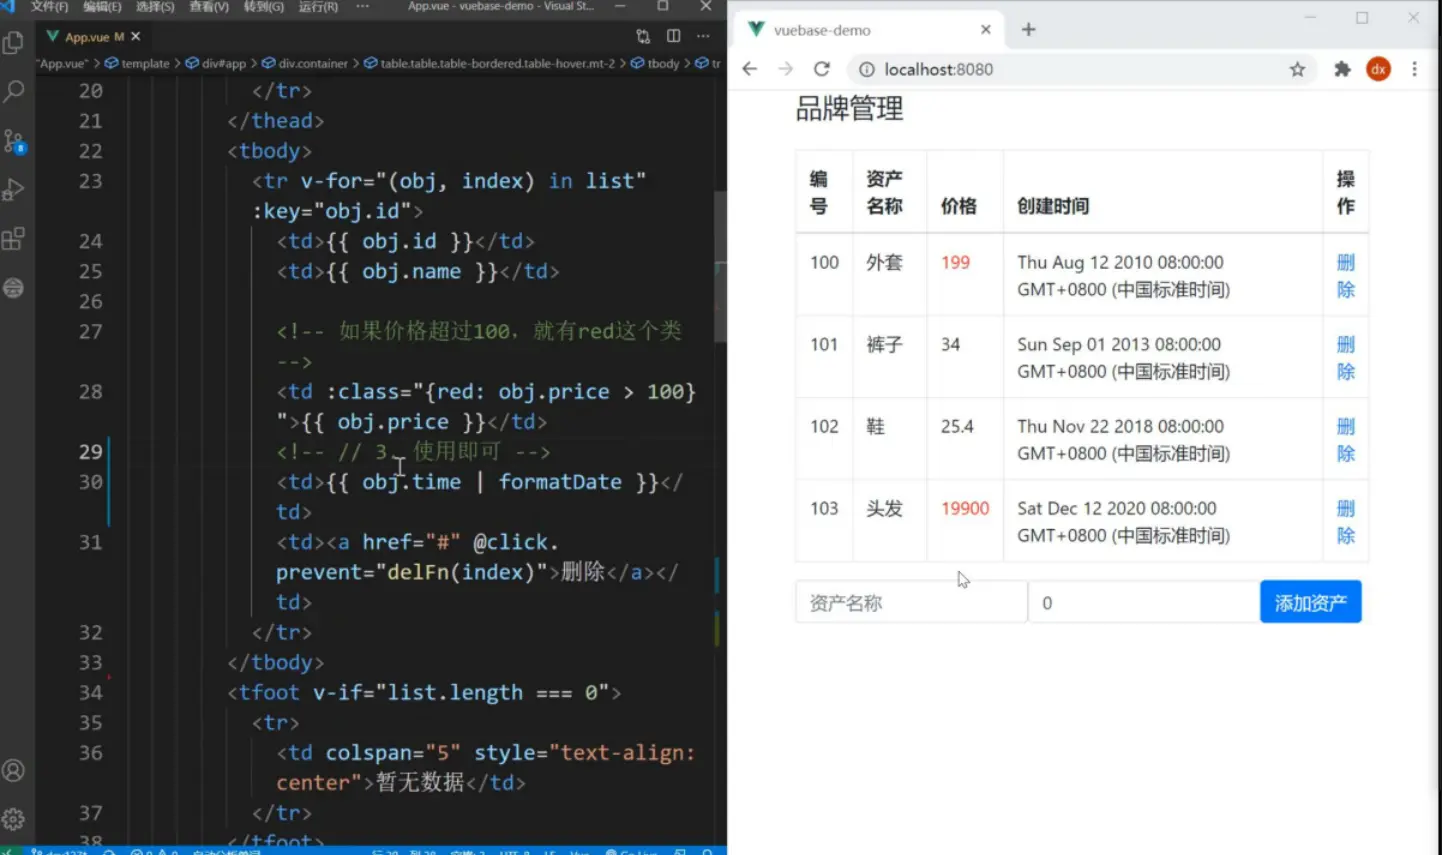 文件(F) 编辑(E) 选择(S) 查看(V) 转到(G) 运行(R) ··· App.vue - vuebase-demo - Visual St...
App.vue M
"App.vue" > template > div#app > div.container > table.table.table-bordered.table-hover.mt-2 > tbody > tr
20 </tr>
21 </thead>
22 <tbody>
23 <tr v-for="(obj, index) in list"
:key="obj.id">
24 <td>{{ obj.id }}</td>
25 <td>{{ obj.name }}</td>
26
27 <!-- 如果价格超过100，就有red这个类
-->
28 <td :class="{red: obj.price > 100}
">{{ obj.price }}</td>
29 <!-- // 3. 使用即可 -->
30 <td>{{ obj.time | formatDate }}</
td>
31 <td><a href="#" @click.
prevent="delFn(index)">删除</a></
td>
32 </tr>
33 </tbody>
34 <tfoot v-if="list.length === 0">
35 <tr>
36 <td colspan="5" style="text-align:
center">暂无数据</td>
37 </tr>
38 </tfoot>
vuebase-demo
localhost:8080
dx
品牌管理
编号 资产名称 价格 创建时间 操作
100 外套 199 Thu Aug 12 2010 08:00:00
GMT+0800 (中国标准时间) 删除
101 裤子 34 Sun Sep 01 2013 08:00:00
GMT+0800 (中国标准时间) 删除
102 鞋 25.4 Thu Nov 22 2018 08:00:00
GMT+0800 (中国标准时间) 删除
103 头发 19900 Sat Dec 12 2020 08:00:00
GMT+0800 (中国标准时间) 删除
资产名称 0 添加资产